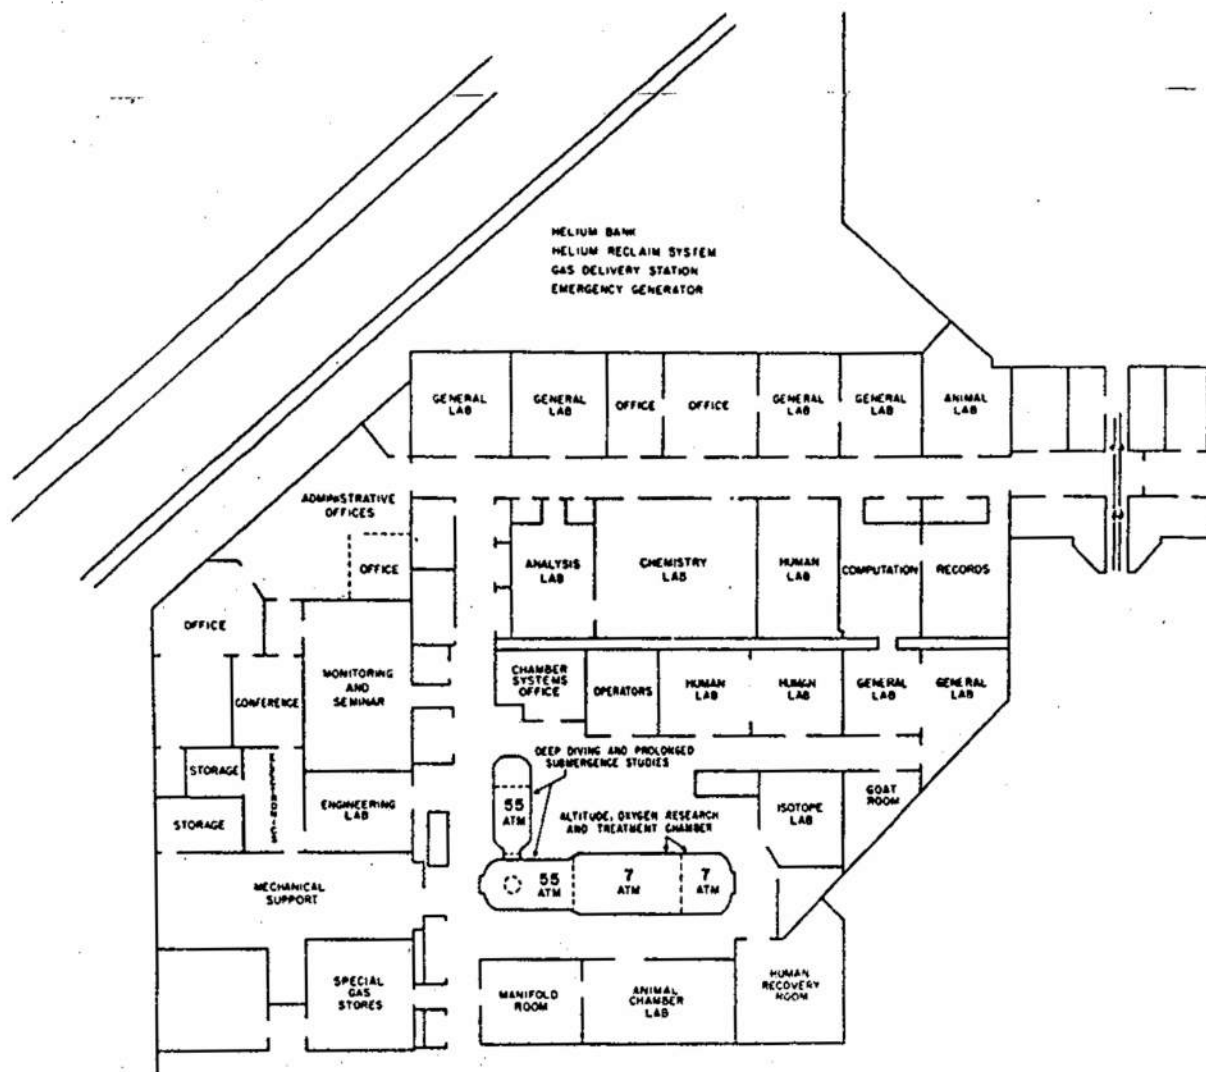 HELIUM BANK
HELIUM RECLAIM SYSTEM
GAS DELIVERY STATION
EMERGENCY GENERATOR
GENERAL
LAB
GENERAL
LAB
OFFICE
OFFICE
GENERAL
LAB
GENERAL
LAB
ANIMAL
LAB
ADMINISTRATIVE
OFFICES
OFFICE
ANALYSIS
LAB
CHEMISTRY
LAB
HUMAN
LAB
COMPUTATION
RECORDS
OFFICE
MONITORING
AND
SEMINAR
CONFERENCE
CHAMBER
SYSTEMS
OFFICE
OPERATORS
HUMAN
LAB
HUMAN
LAB
GENERAL
LAB
GENERAL
LAB
STORAGE
STORAGE
ELECTRONICS
ENGINEERING
LAB
DEEP DIVING AND PROLONGED
SUBMERGENCE STUDIES
55
ATM
ALTITUDE, OXYGEN RESEARCH
AND TREATMENT CHAMBER
ISOTOPE
LAB
GOAT
ROOM
55
ATM
7
ATM
7
ATM
MECHANICAL
SUPPORT
SPECIAL
GAS
STORES
MANIFOLD
ROOM
ANIMAL
CHAMBER
LAB
HUMAN
RECOVERY
ROOM